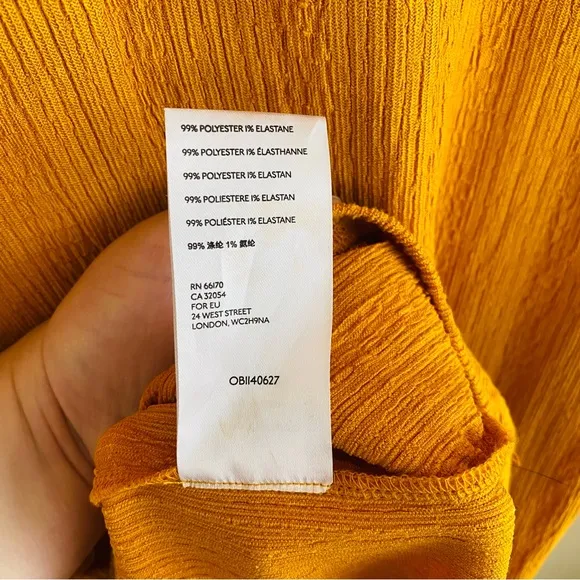 99% POLYESTER 1% ELASTANE
99% POLYESTER 1% ÉLASTHANNE
99% POLYESTER 1% ELASTAN
99% POLIESTERE 1% ELASTAN
99% POLIÉSTER 1% ELASTANE
99% 涤纶 1% 氨纶
RN 66170
CA 32054
FOR EU
24 WEST STREET
LONDON, WC2H9NA
OB1140627